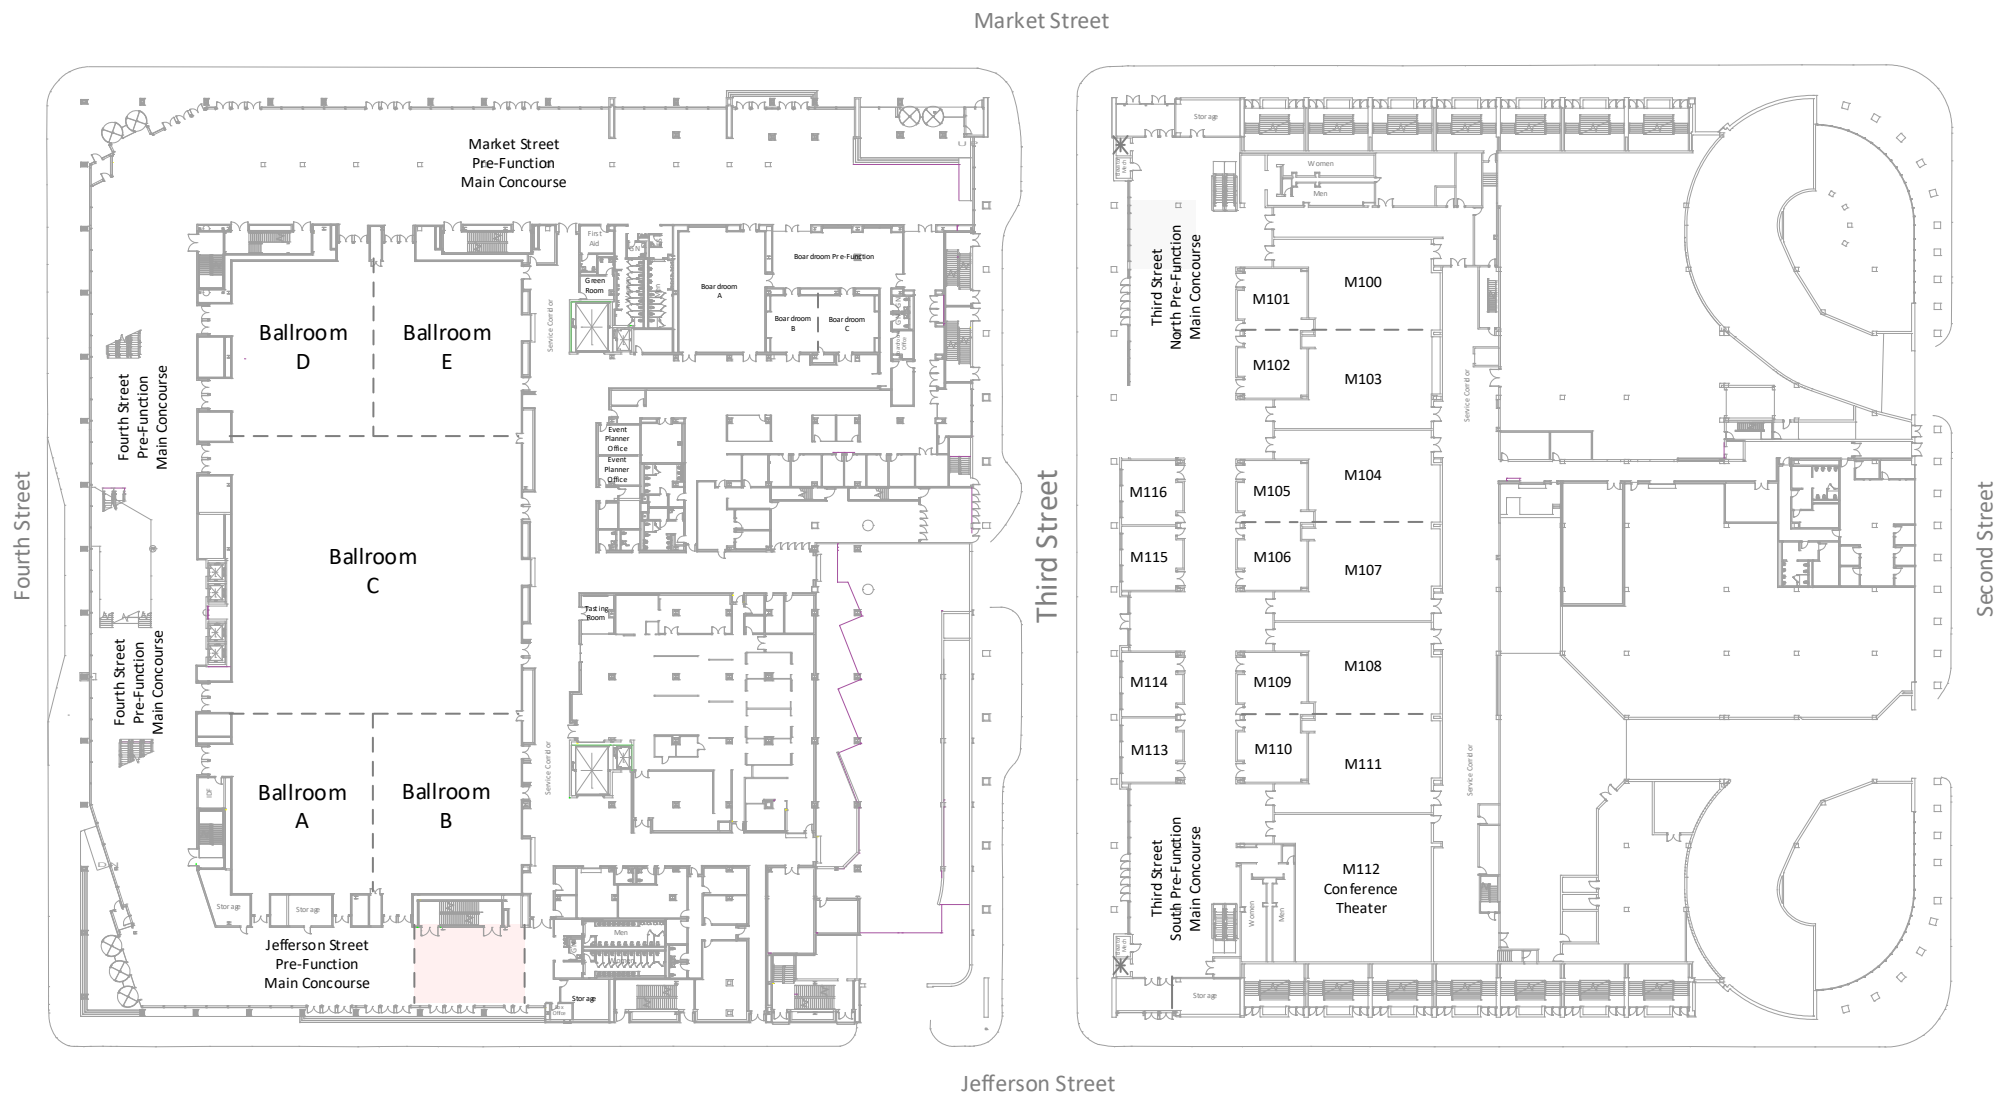 Market Street
Storage
Market Street
Pre-Function
Main Concourse
Women
Men
First
Aid
Green
Room
Boardroom Pre-Function
Boardroom
A
Boardroom
B
Boardroom
C
Service Corridor
Ballroom
D
Ballroom
E
Fourth Street
Pre-Function
Main Concourse
Third Street
North Pre-Function
Main Concourse
M100
M101
M102
M103
Service Corridor
Event
Planner
Office
Event
Planner
Office
M104
M116
M105
M115
M106
M107
Fourth Street
Third Street
Second Street
Ballroom
C
Tasting
Room
Fourth Street
Pre-Function
Main Concourse
M108
M114
M109
M113
M110
M111
Service Corridor
Service Corridor
Ballroom
A
Ballroom
B
IDF
Third Street
South Pre-Function
Main Concourse
M112
Conference
Theater
Women
Men
Storage
Storage
Men
Women
Jefferson Street
Pre-Function
Main Concourse
Storage
Office
Storage
Jefferson Street